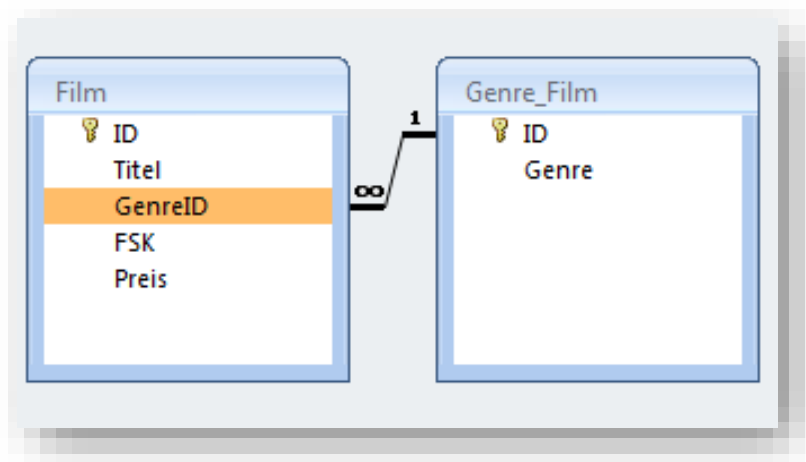 Film
ID
Titel
GenreID
FSK
Preis
∞
1
Genre_Film
ID
Genre